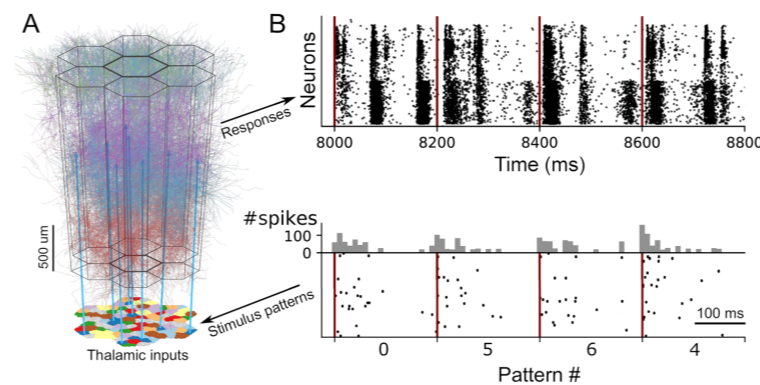 A
B
Neurons
8000 8200 8400 8600 8800
Time (ms)
Responses
500 um
#spikes
100
0
Stimulus patterns
100 ms
Thalamic inputs
0 5 6 4
Pattern #